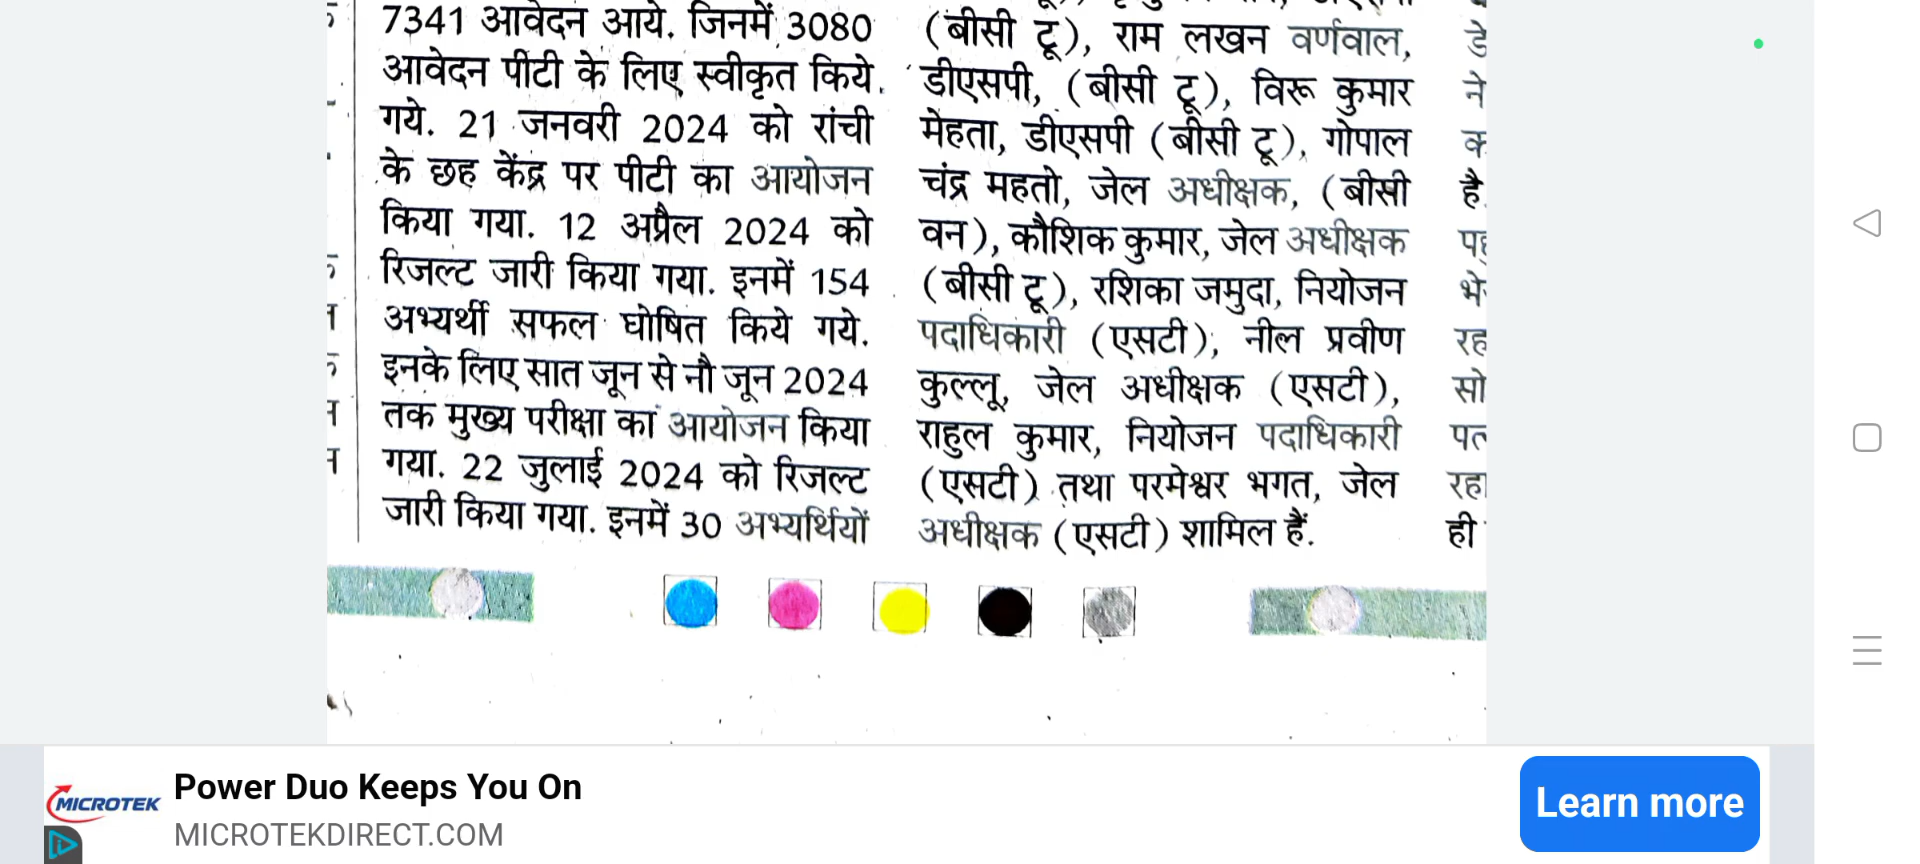 7341 आवेदन आये. जिनमें 3080
आवेदन पीटी के लिए स्वीकृत किये
गये. 21 जनवरी 2024 को रांची
के छह केंद्र पर पीटी का आयोजन
किया गया. 12 अप्रैल 2024 को
रिजल्ट जारी किया गया. इनमें 154
अभ्यर्थी सफल घोषित किये गये.
इनके लिए सात जून से नौ जून 2024
तक मुख्य परीक्षा का आयोजन किया
गया. 22 जुलाई 2024 को रिजल्ट
जारी किया गया. इनमें 30 अभ्यर्थियों
(बीसी टू), राम लखन वर्णवाल,
डीएसपी, (बीसी टू), विरू कुमार
मेहता, डीएसपी (बीसी टू), गोपाल
चंद्र महतो, जेल अधीक्षक, (बीसी
वन), कौशिक कुमार, जेल अधीक्षक
(बीसी टू), रशिका जमुदा, नियोजन
पदाधिकारी (एसटी), नील प्रवीण
कुल्लू, जेल अधीक्षक (एसटी),
राहुल कुमार, नियोजन पदाधिकारी
(एसटी) तथा परमेश्वर भगत, जेल
अधीक्षक (एसटी) शामिल हैं.
ने
है.
सो
ही
MICROTEK
Power Duo Keeps You On
MICROTEKDIRECT.COM
Learn more